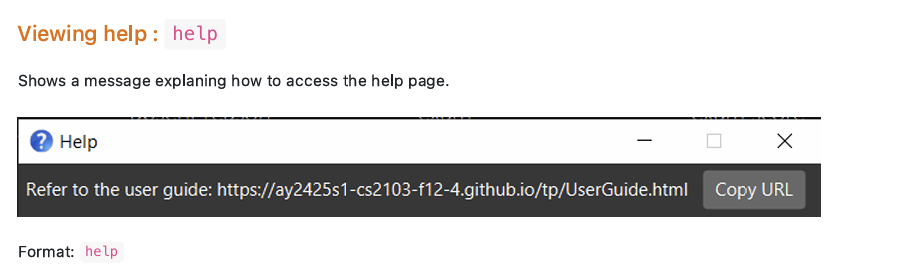 Viewing help : help
Shows a message explaning how to access the help page.
Help
Refer to the user guide: https://ay2425s1-cs2103-f12-4.github.io/tp/UserGuide.html Copy URL
Format: help